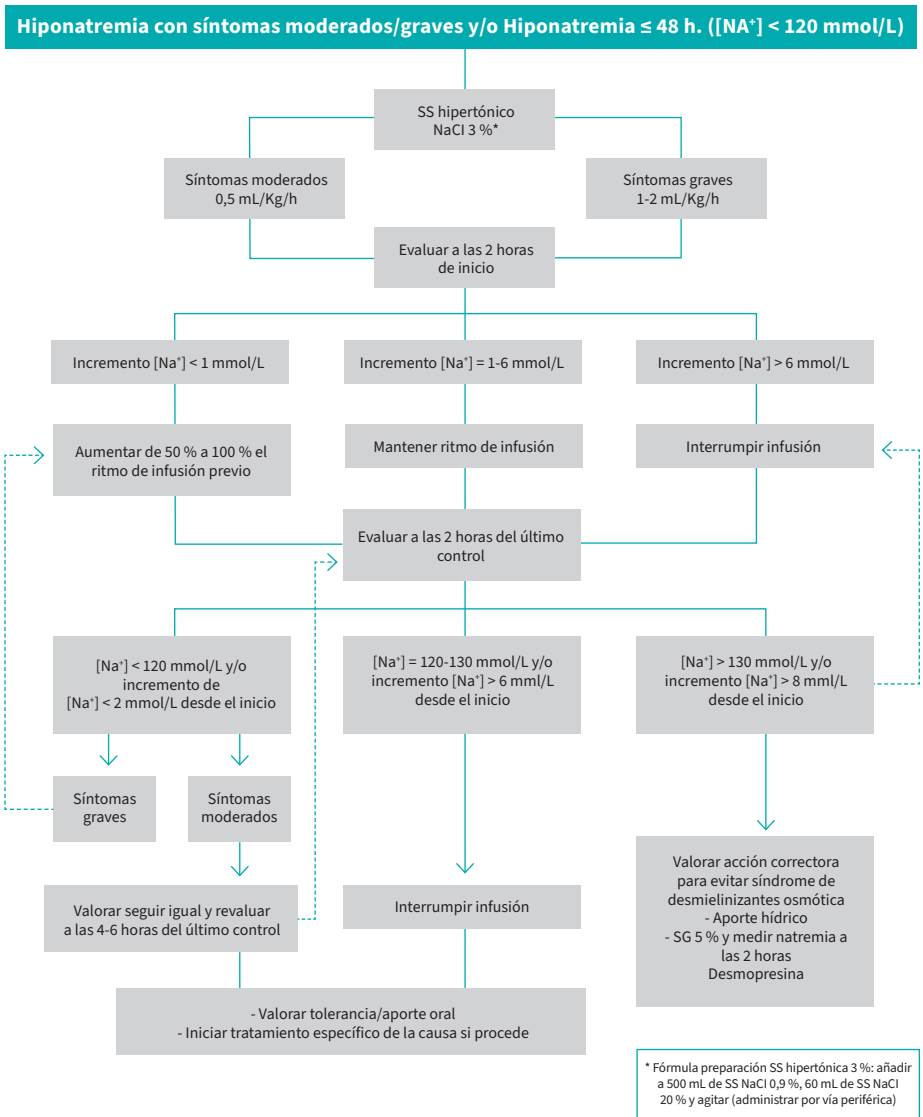 Hiponatremia con síntomas moderados/graves y/o Hiponatremia ≤ 48 h. ([NA⁺] < 120 mmol/L)
SS hipertónico
NaCl 3 %*
Síntomas moderados
0,5 mL/Kg/h
Síntomas graves
1-2 mL/Kg/h
Evaluar a las 2 horas
de inicio
Incremento [Na⁺] < 1 mmol/L
Incremento [Na⁺] = 1-6 mmol/L
Incremento [Na⁺] > 6 mmol/L
Aumentar de 50 % a 100 % el
ritmo de infusión previo
Mantener ritmo de infusión
Interrumpir infusión
Evaluar a las 2 horas del último
control
[Na⁺] < 120 mmol/L y/o
incremento de
[Na⁺] < 2 mmol/L desde el inicio
[Na⁺] = 120-130 mmol/L y/o
incremento [Na⁺] > 6 mml/L
desde el inicio
[Na⁺] > 130 mmol/L y/o
incremento [Na⁺] > 8 mml/L
desde el inicio
Síntomas
graves
Síntomas
moderados
Valorar seguir igual y revaluar
a las 4-6 horas del último control
Interrumpir infusión
Valorar acción correctora
para evitar síndrome de
desmielinizantes osmótica
- Aporte hídrico
- SG 5 % y medir natremia a
las 2 horas
Desmopresina
- Valorar tolerancia/aporte oral
- Iniciar tratamiento específico de la causa si procede
* Fórmula preparación SS hipertónica 3 %: añadir
a 500 mL de SS NaCl 0,9 %, 60 mL de SS NaCl
20 % y agitar (administrar por vía periférica)